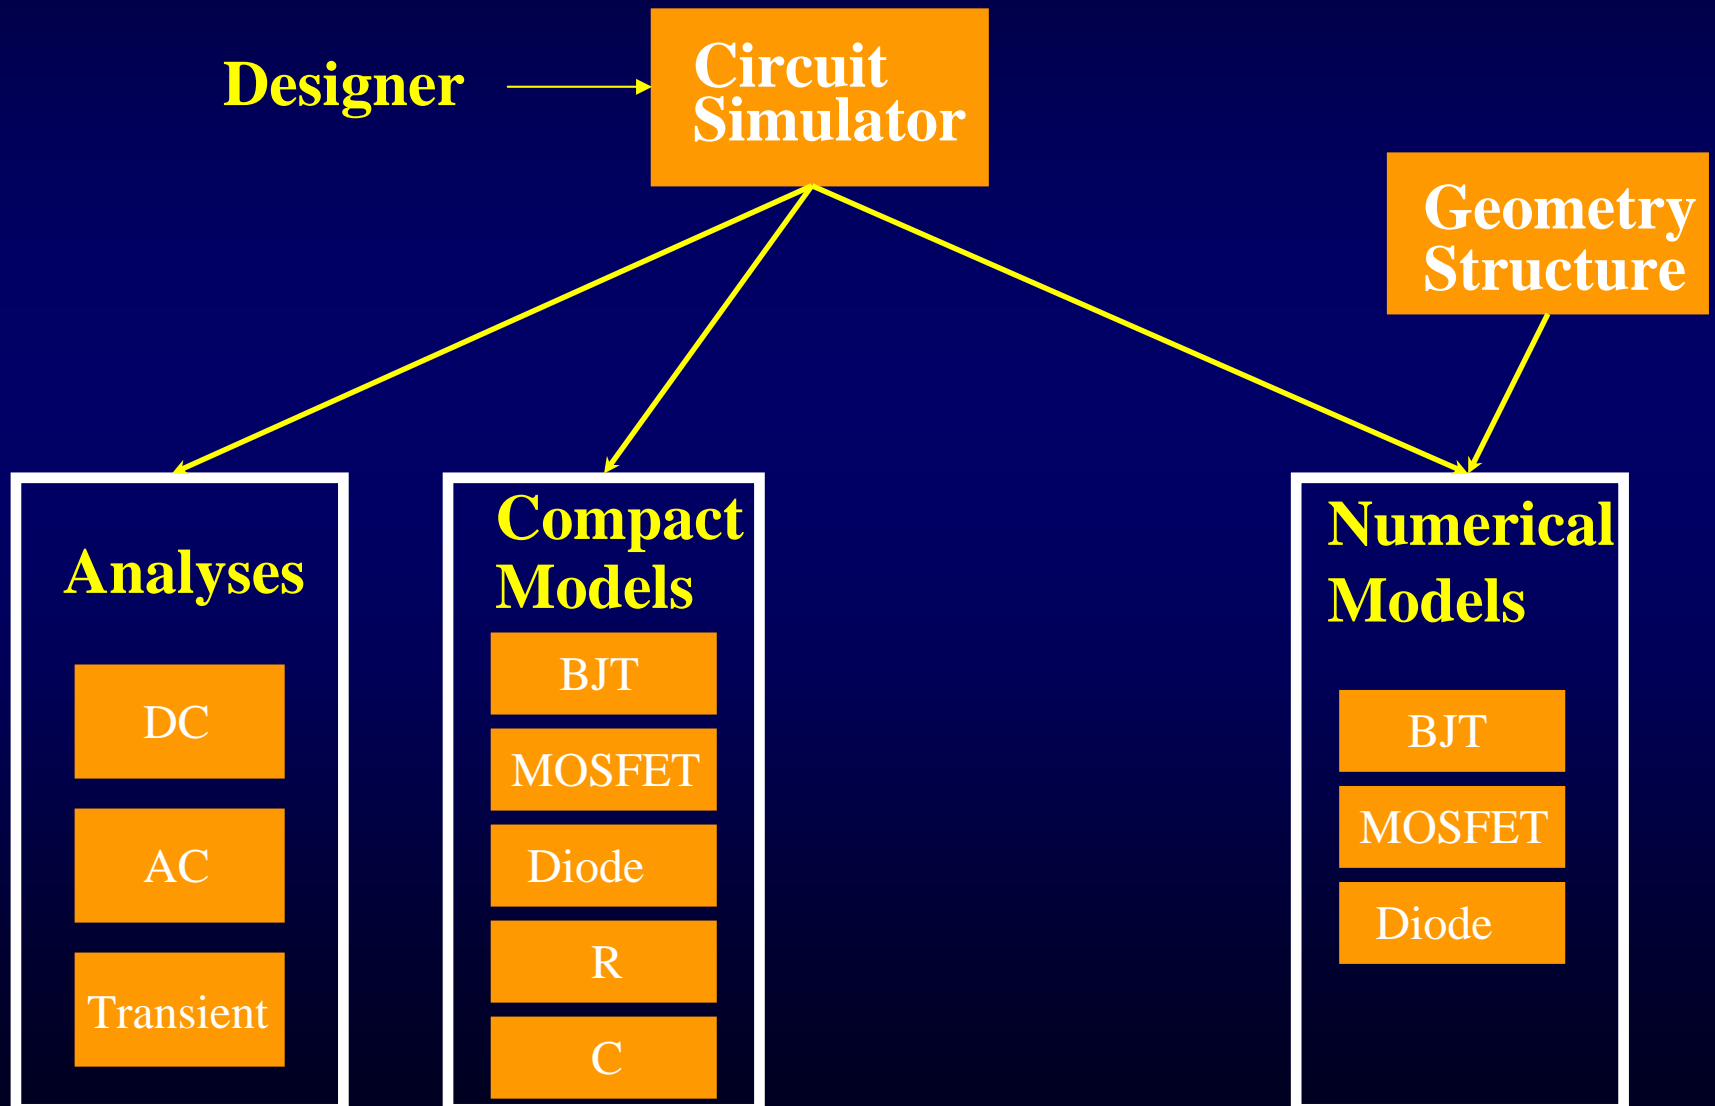 Designer
Circuit
Simulator
Geometry
Structure
Analyses
DC
AC
Transient
Compact
Models
BJT
MOSFET
Diode
R
C
Numerical
Models
BJT
MOSFET
Diode